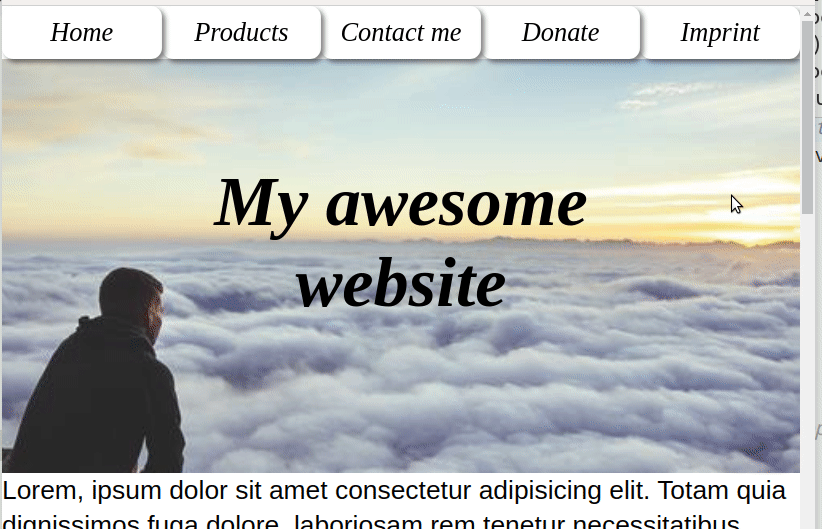 Home Products Contact me Donate Imprint
My awesome
website
Lorem, ipsum dolor sit amet consectetur adipisicing elit. Totam quia
dignissimos fuga dolore, laboriosam rem tenetur necessitatibus